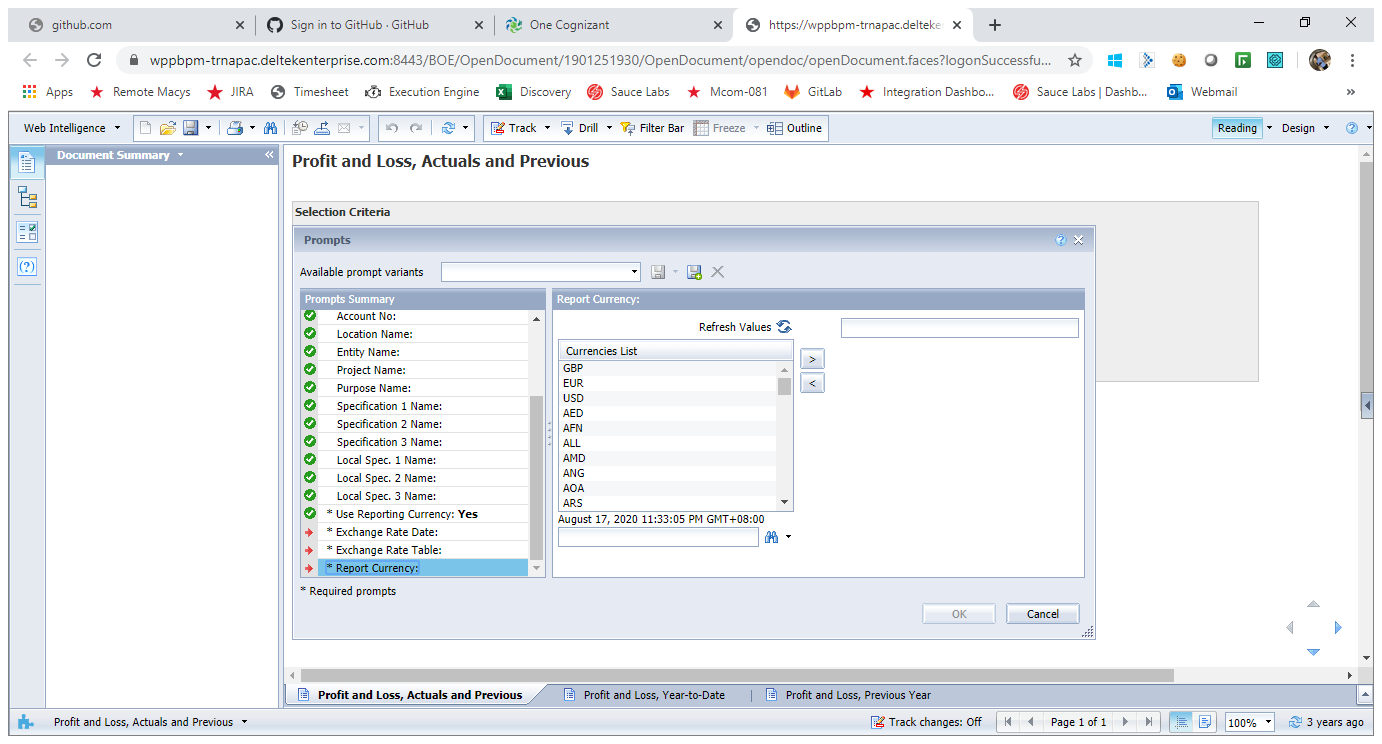 github.com
Sign in to GitHub · GitHub
One Cognizant
https://wppbpm-trnapac.delteke
wppbpm-trnapac.deltekenterprise.com:8443/BOE/OpenDocument/1901251930/OpenDocument/opendoc/openDocument.faces?logonSuccessfu...
Apps Remote Macys JIRA Timesheet Execution Engine Discovery Sauce Labs Mcom-081 GitLab Integration Dashbo... Sauce Labs | Dashb... Webmail »
Web Intelligence Track Drill Filter Bar Freeze Outline Reading Design
Document Summary
Profit and Loss, Actuals and Previous
Selection Criteria
Prompts
Available prompt variants
Prompts Summary
Account No:
Location Name:
Entity Name:
Project Name:
Purpose Name:
Specification 1 Name:
Specification 2 Name:
Specification 3 Name:
Local Spec. 1 Name:
Local Spec. 2 Name:
Local Spec. 3 Name:
* Use Reporting Currency: Yes
* Exchange Rate Date:
* Exchange Rate Table:
* Report Currency:
Report Currency:
Refresh Values
Currencies List
GBP
EUR
USD
AED
AFN
ALL
AMD
ANG
AOA
ARS
>
<
August 17, 2020 11:33:05 PM GMT+08:00
* Required prompts
OK Cancel
Profit and Loss, Actuals and Previous Profit and Loss, Year-to-Date Profit and Loss, Previous Year
Profit and Loss, Actuals and Previous Track changes: Off Page 1 of 1 100% 3 years ago